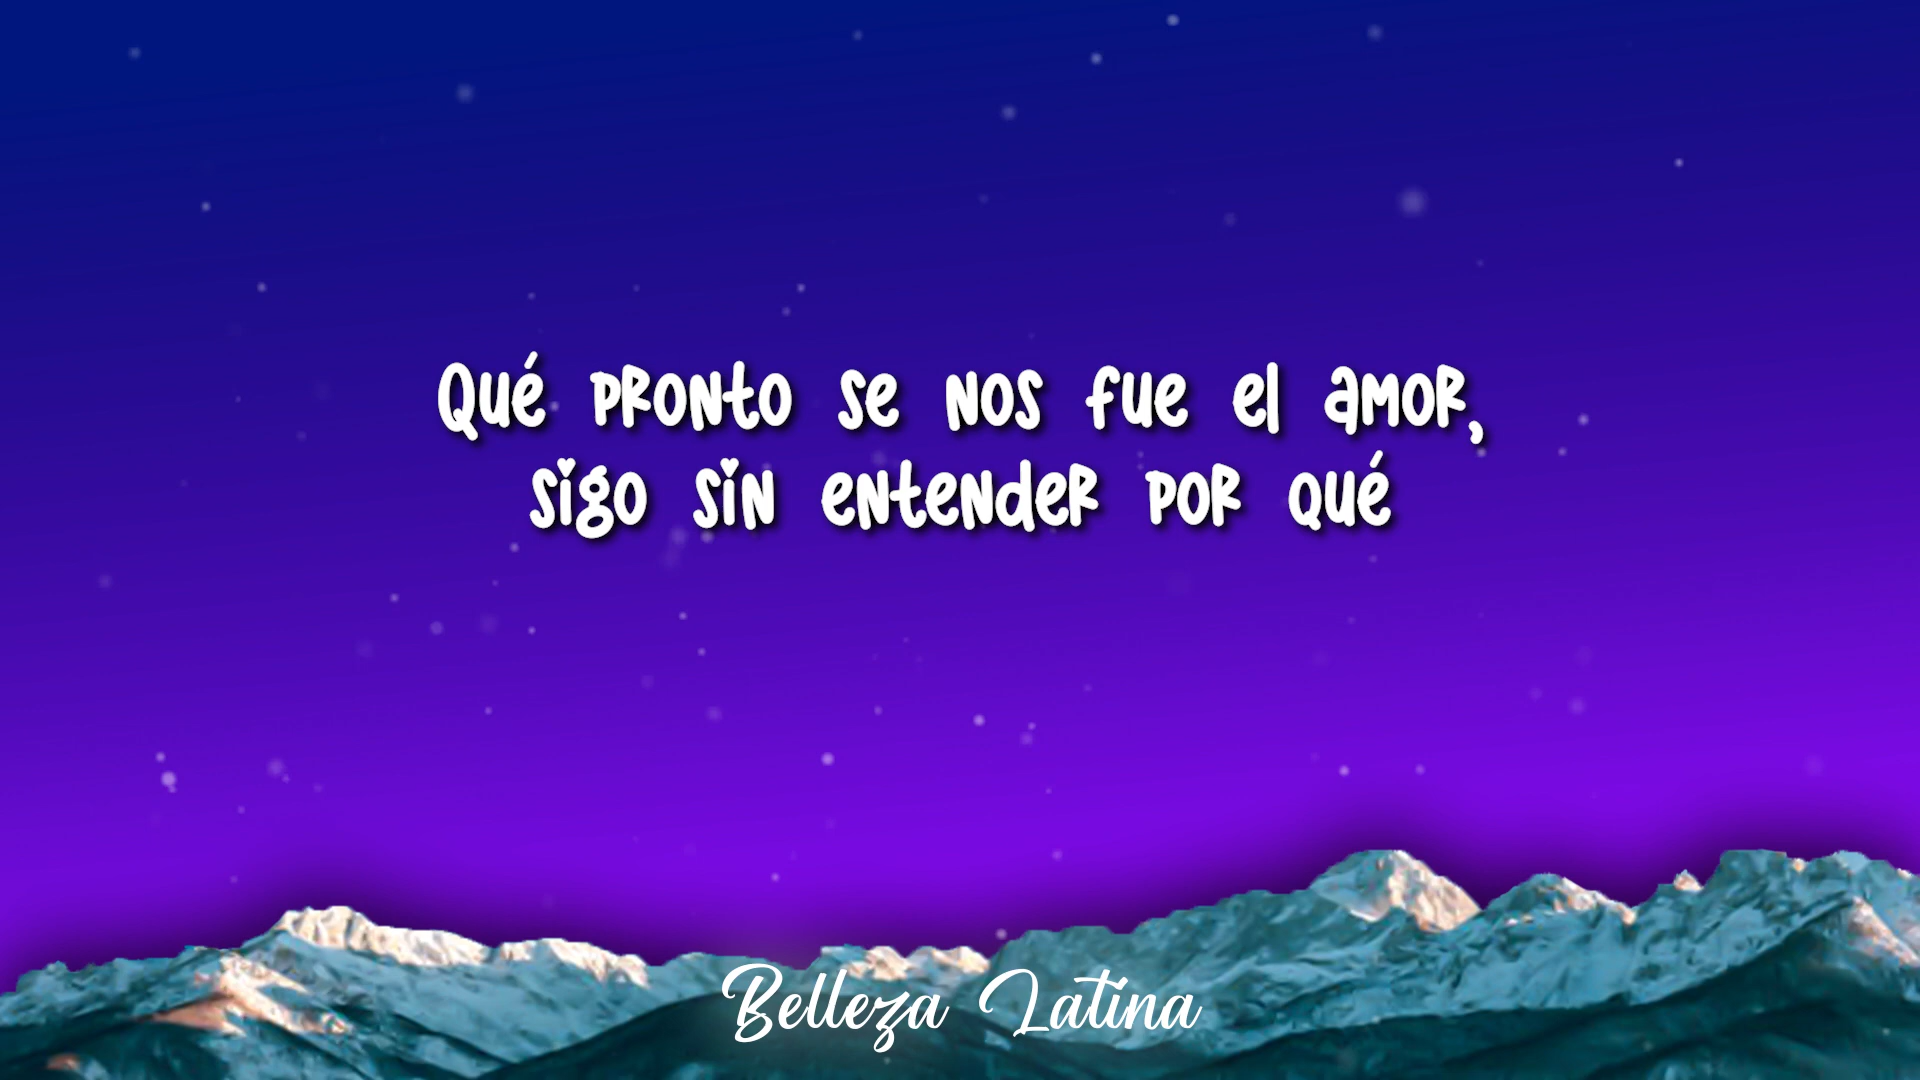 Qué pronto se nos fue el amor,
sigo sin entender por qué
Belleza Latina